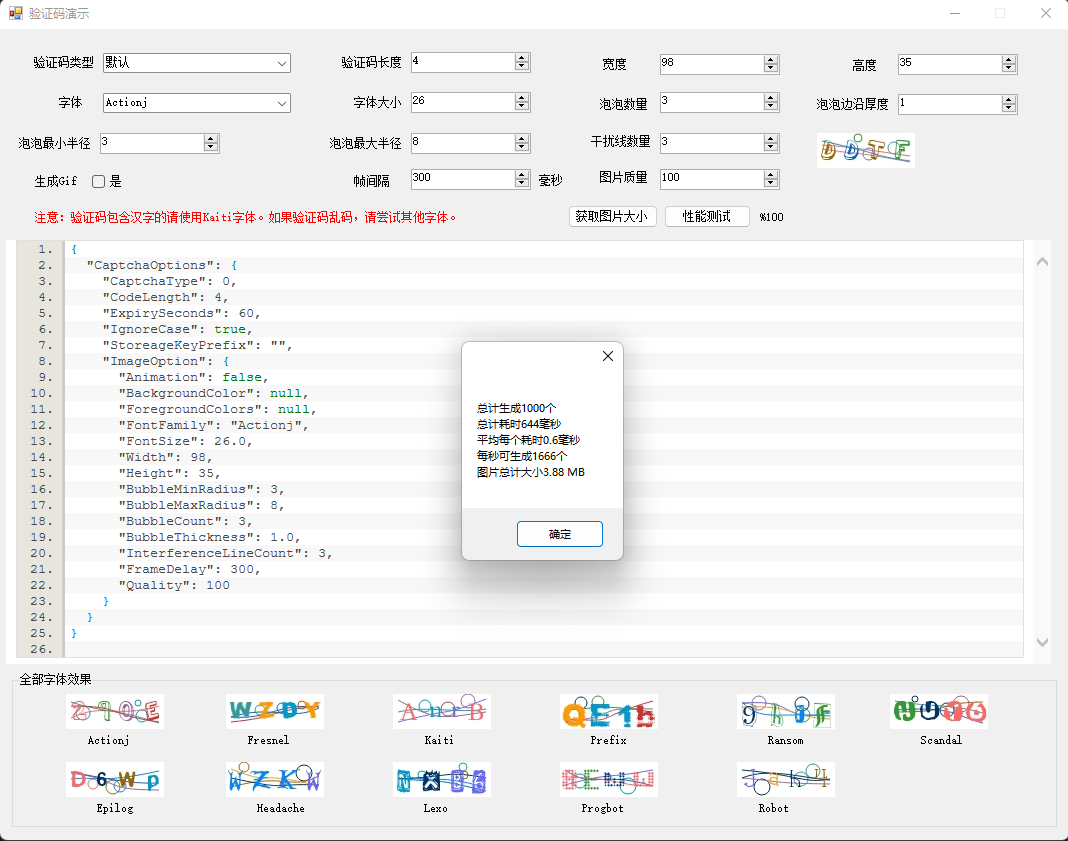 验证码演示
验证码类型 默认 验证码长度 4 宽度 98 高度 35
字体 Actionj 字体大小 26 泡泡数量 3 泡泡边沿厚度 1
泡泡最小半径 3 泡泡最大半径 8 干扰线数量 3 DDTF
生成Gif 是 帧间隔 300 毫秒 图片质量 100
注意: 验证码包含汉字的请使用Kaiti字体。如果验证码乱码，请尝试其他字体。 获取图片大小 性能测试 %100
1. {
2. "CaptchaOptions": {
3. "CaptchaType": 0,
4. "CodeLength": 4,
5. "ExpirySeconds": 60,
6. "IgnoreCase": true,
7. "StoreageKeyPrefix": "",
8. "ImageOption": {
9. "Animation": false,
10. "BackgroundColor": null,
11. "ForegroundColors": null,
12. "FontFamily": "Actionj",
13. "FontSize": 26.0,
14. "Width": 98,
15. "Height": 35,
16. "BubbleMinRadius": 3,
17. "BubbleMaxRadius": 8,
18. "BubbleCount": 3,
19. "BubbleThickness": 1.0,
20. "InterferenceLineCount": 3,
21. "FrameDelay": 300,
22. "Quality": 100
23. }
24. }
25. }
26.
总计生成1000个
总计耗时644毫秒
平均每个耗时0.6毫秒
每秒可生成1666个
图片总计大小3.88 MB
确定
全部字体效果
WZDY QE1b
Actionj Fresnel Kaiti Prefix Ransom Scandal
D6Wp WZKW
Epilog Headache Lexo Progbot Robot